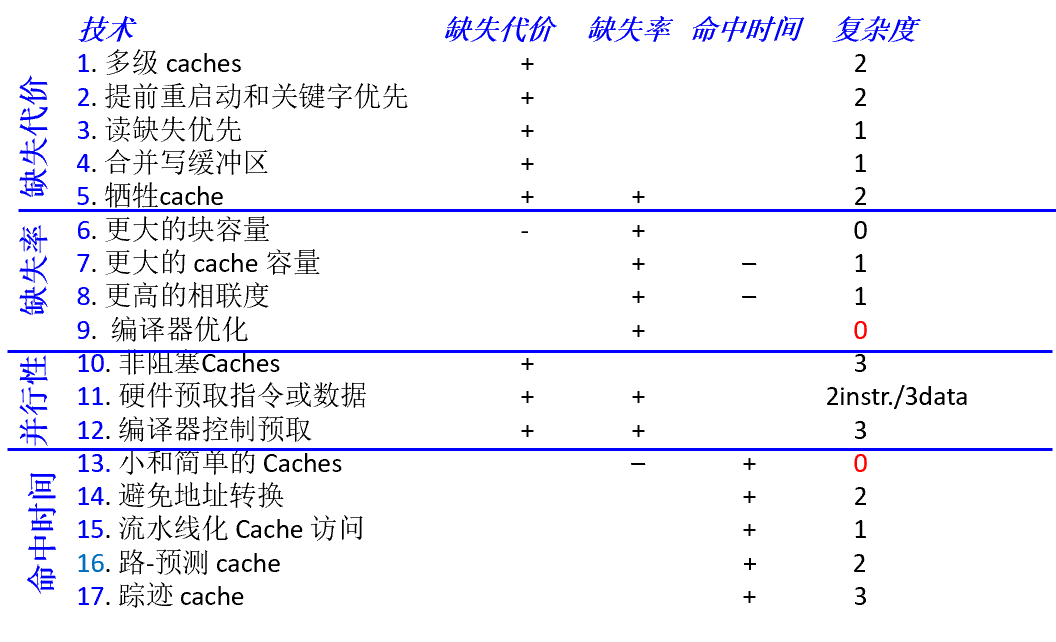 技术 缺失代价 缺失率 命中时间 复杂度
缺失代价
1. 多级 caches + 2
2. 提前重启动和关键字优先 + 2
3. 读缺失优先 + 1
4. 合并写缓冲区 + 1
5. 牺牲cache + + 2
缺失率
6. 更大的块容量 - + 0
7. 更大的 cache 容量 + – 1
8. 更高的相联度 + – 1
9. 编译器优化 + 0
并行性
10. 非阻塞Caches + 3
11. 硬件预取指令或数据 + + 2instr./3data
12. 编译器控制预取 + + 3
命中时间
13. 小和简单的 Caches – + 0
14. 避免地址转换 + 2
15. 流水线化 Cache 访问 + 1
16. 路-预测 cache + 2
17. 踪迹 cache + 3